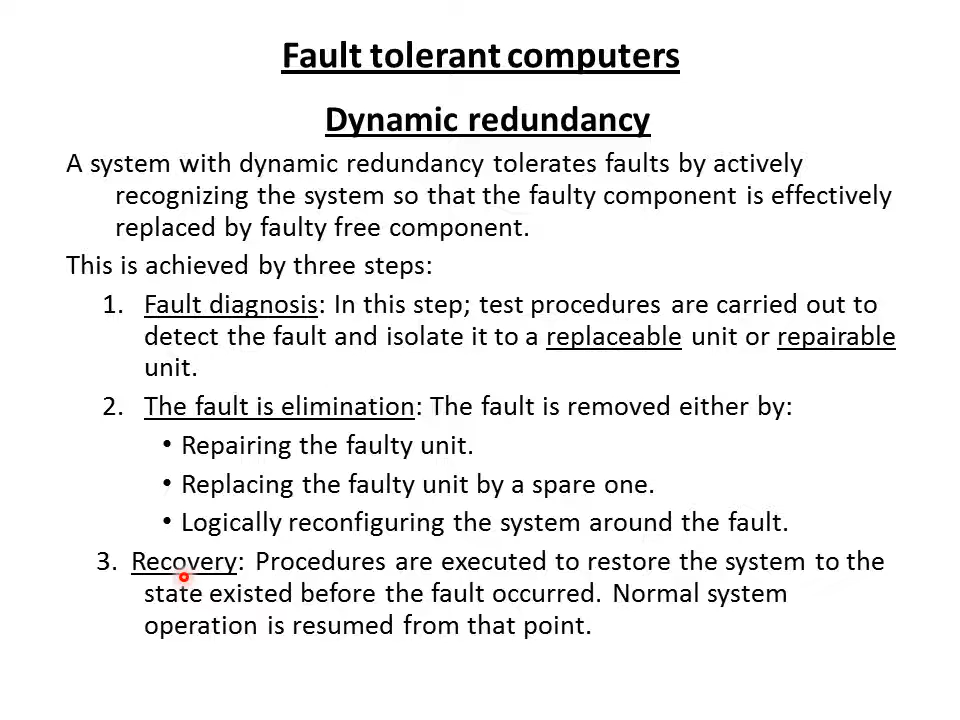 Fault tolerant computers
Dynamic redundancy
A system with dynamic redundancy tolerates faults by actively
recognizing the system so that the faulty component is effectively
replaced by faulty free component.
This is achieved by three steps:
1. Fault diagnosis: In this step; test procedures are carried out to
detect the fault and isolate it to a replaceable unit or repairable
unit.
2. The fault is elimination: The fault is removed either by:
• Repairing the faulty unit.
• Replacing the faulty unit by a spare one.
• Logically reconfiguring the system around the fault.
3. Recovery: Procedures are executed to restore the system to the
state existed before the fault occurred. Normal system
operation is resumed from that point.